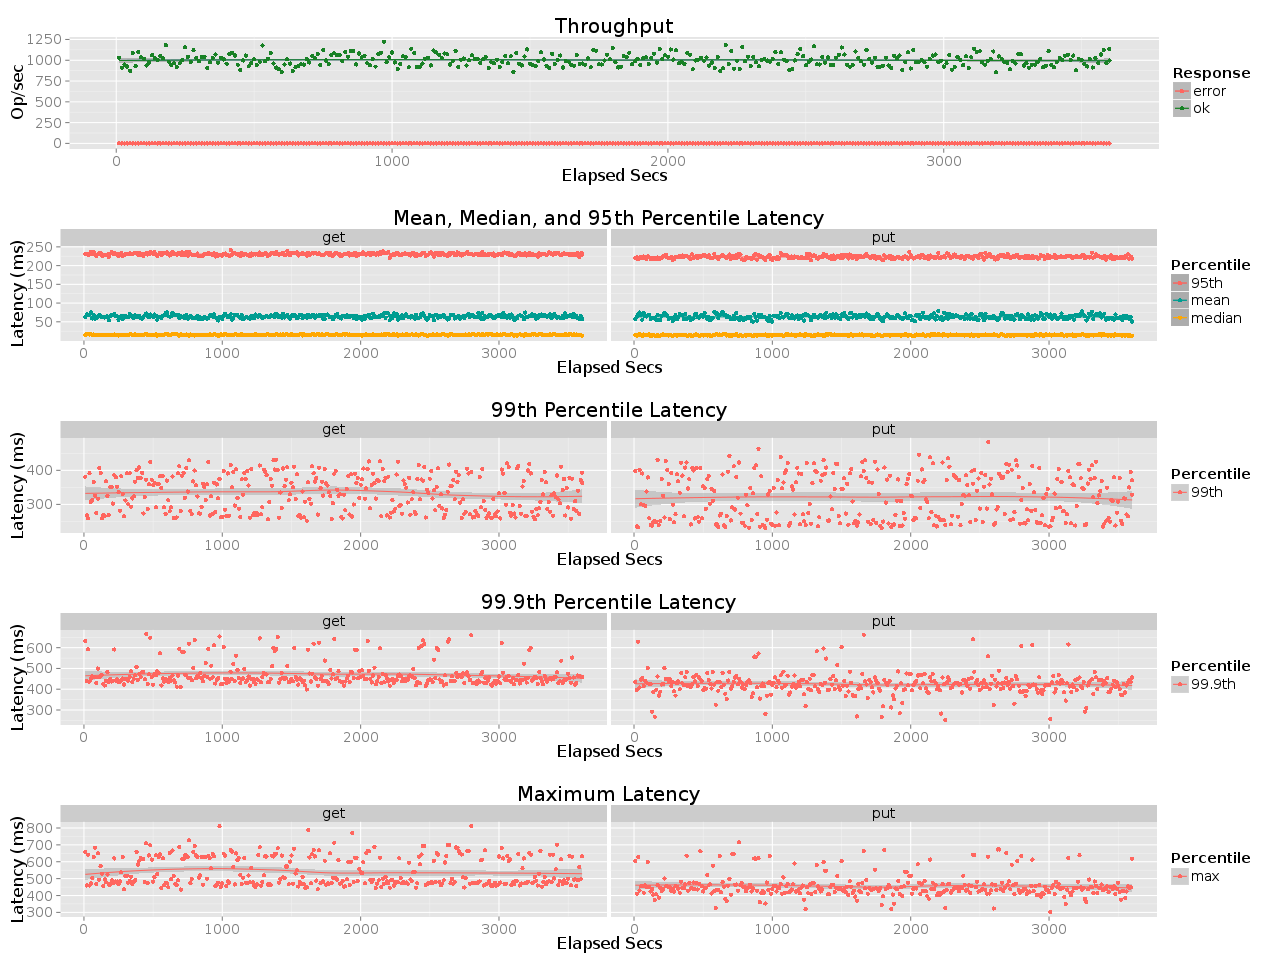 Throughput
1250
1000
750
500
250
0
Op/sec
0 1000 2000 3000
Elapsed Secs
Response
error
ok
Mean, Median, and 95th Percentile Latency
get put
250
200
150
100
50
Latency (ms)
0 1000 2000 3000 0 1000 2000 3000
Elapsed Secs
Percentile
95th
mean
median
99th Percentile Latency
get put
400
300
Latency (ms)
0 1000 2000 3000 0 1000 2000 3000
Elapsed Secs
Percentile
99th
99.9th Percentile Latency
get put
600
500
400
300
Latency (ms)
0 1000 2000 3000 0 1000 2000 3000
Elapsed Secs
Percentile
99.9th
Maximum Latency
get put
800
700
600
500
400
300
Latency (ms)
0 1000 2000 3000 0 1000 2000 3000
Elapsed Secs
Percentile
max